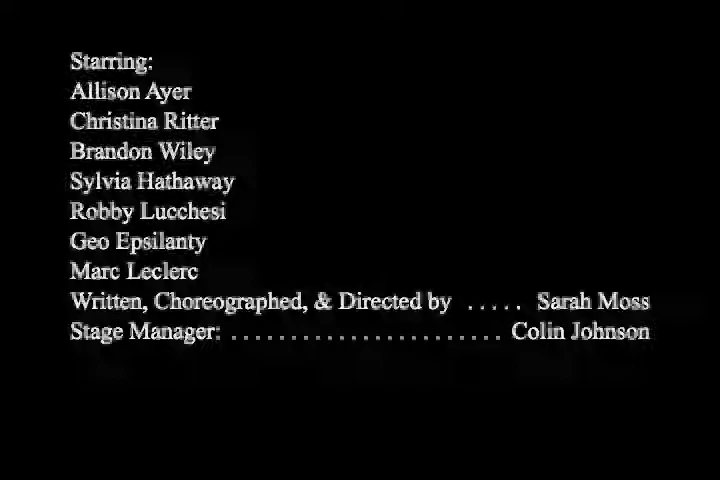 Starring:
Allison Ayer
Christina Ritter
Brandon Wiley
Sylvia Hathaway
Robby Lucchesi
Geo Epsilanty
Marc Leclerc
Written, Choreographed, & Directed by ..... Sarah Moss
Stage Manager: ....................... Colin Johnson